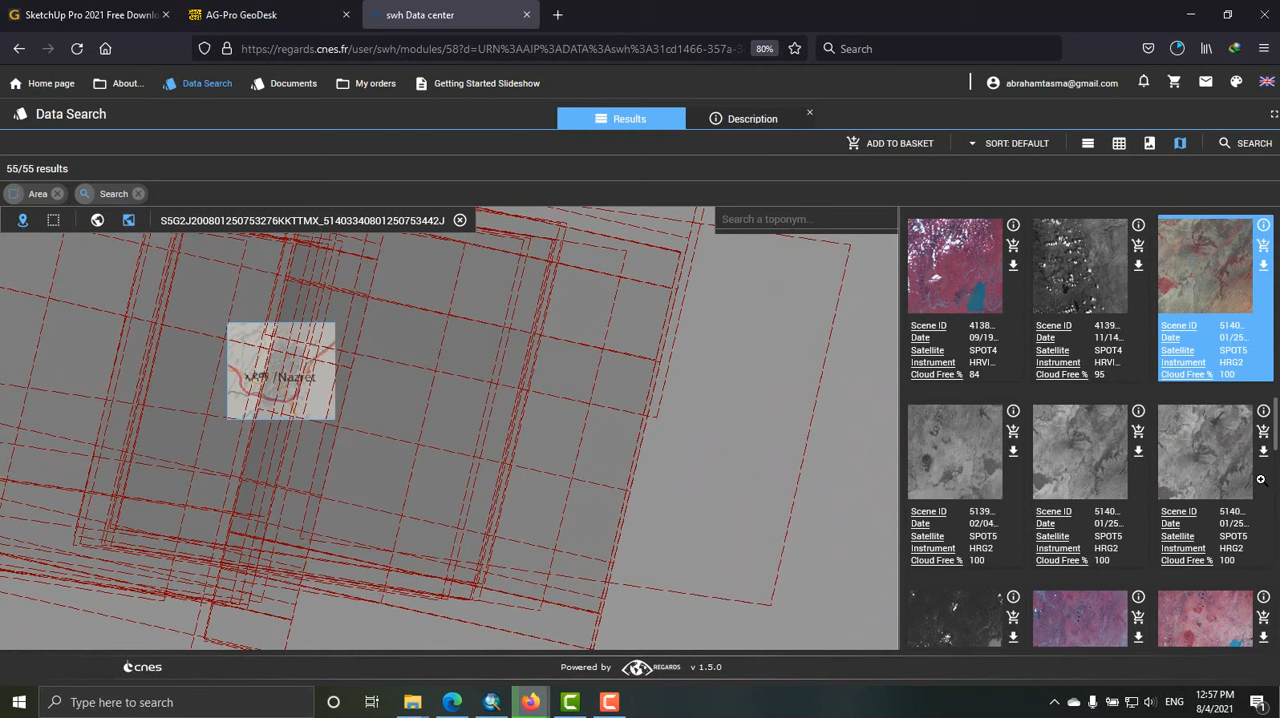 SketchUp Pro 2021 Free Downlo
AG-Pro GeoDesk
swh Data center
https://regards.cnes.fr/user/swh/modules/58?d=URN%3AAIP%3ADATA%3Aswh%3A31cd1466-357a-3
80%
Search
Home page
About...
Data Search
Documents
My orders
Getting Started Slideshow
abrahamtasma@gmail.com
Data Search
Results
Description
ADD TO BASKET
SORT: DEFAULT
SEARCH
55/55 results
Area
Search
S5G2J200801250753276KKTTMX_51403340801250753442J
Search a toponym...
/Nazret
Scene ID 4138...
Date 09/19...
Satellite SPOT4
Instrument HRVI...
Cloud Free % 84
Scene ID 4139...
Date 11/14...
Satellite SPOT4
Instrument HRVI...
Cloud Free % 95
Scene ID 5140...
Date 01/25...
Satellite SPOT5
Instrument HRG2
Cloud Free % 100
Scene ID 5139...
Date 02/04...
Satellite SPOT5
Instrument HRG2
Cloud Free % 100
Scene ID 5140...
Date 01/25...
Satellite SPOT5
Instrument HRG2
Cloud Free % 100
Scene ID 5140...
Date 01/25...
Satellite SPOT5
Instrument HRG2
Cloud Free % 100
cnes
Powered by REGARDS v 1.5.0
Type here to search
ENG
12:57 PM
8/4/2021
1